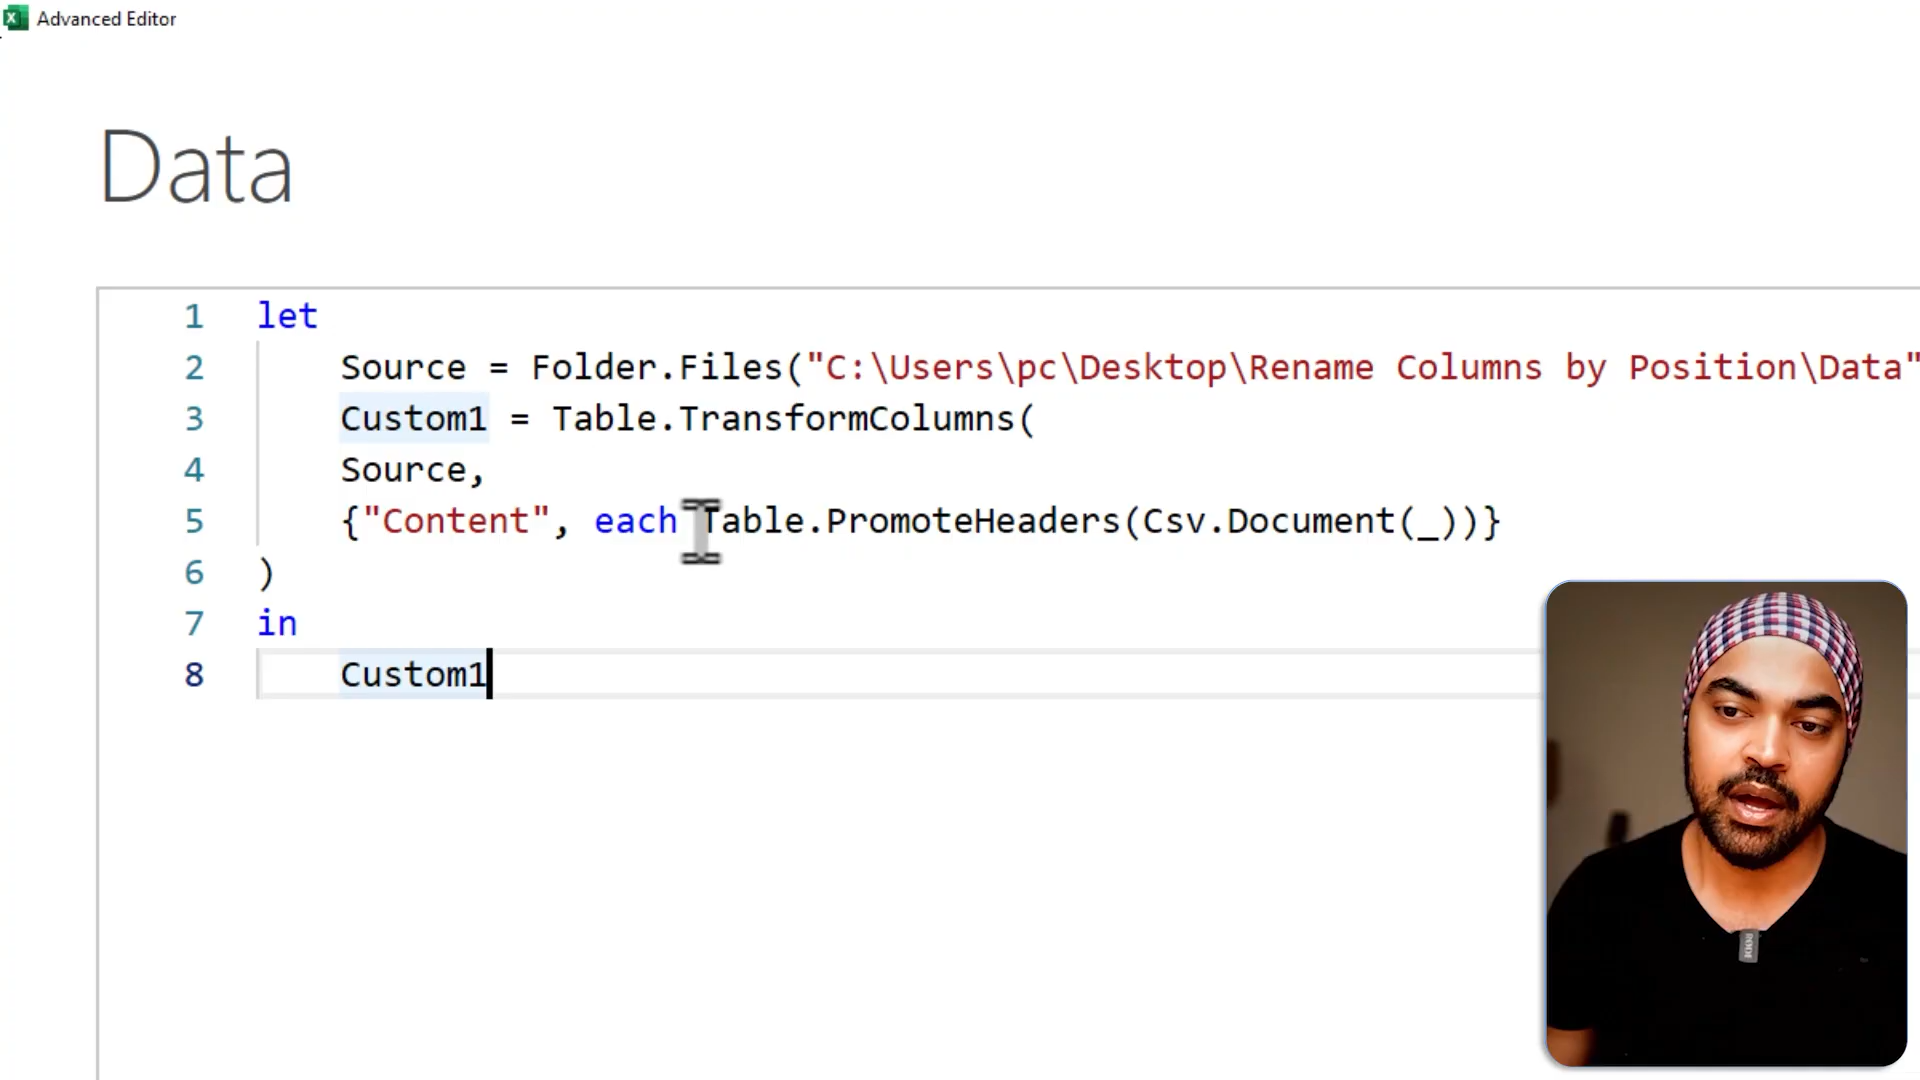 Advanced Editor
Data
1 let
2 Source = Folder.Files("C:\Users\pc\Desktop\Rename Columns by Position\Data"
3 Custom1 = Table.TransformColumns(
4 Source,
5 {"Content", each Table.PromoteHeaders(Csv.Document(_))}
6 )
7 in
8 Custom1
RODE